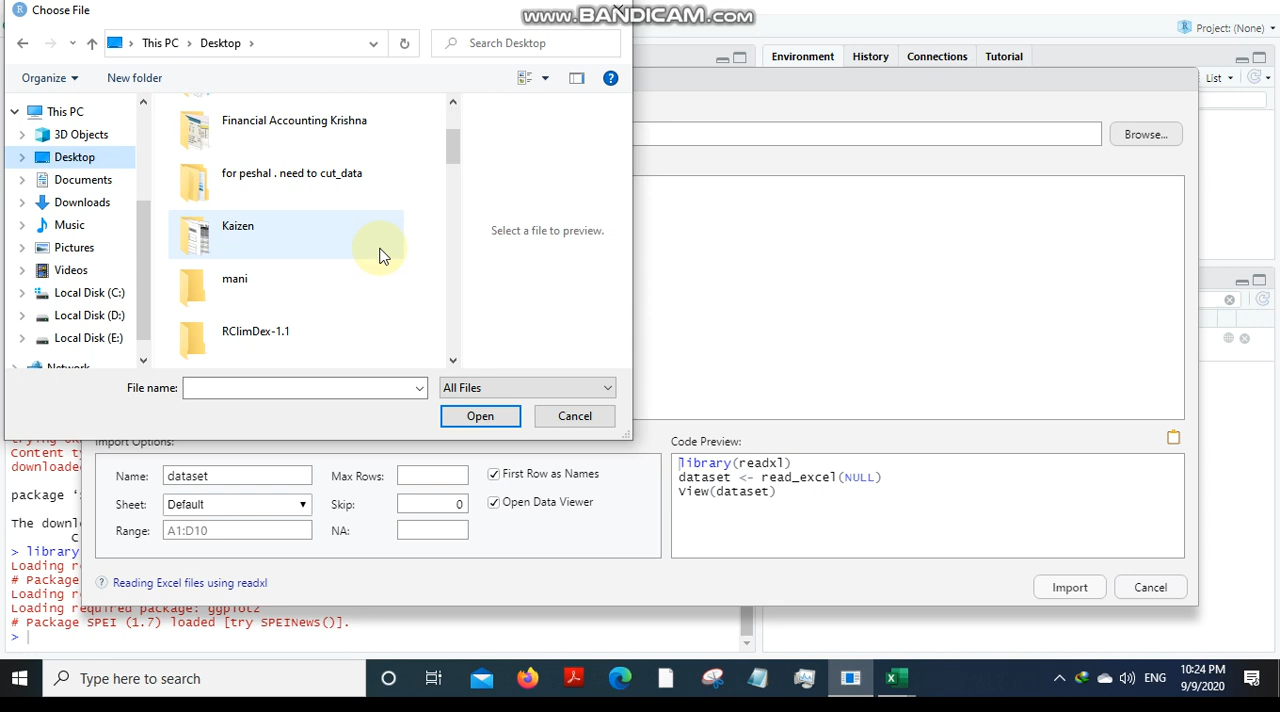 Choose File
www.BANDICAM.com
This PC
Desktop
Search Desktop
Organize
New folder
Project: (None)
Environment
History
Connections
Tutorial
List
Browse...
This PC
3D Objects
Desktop
Documents
Downloads
Music
Pictures
Videos
Local Disk (C:)
Local Disk (D:)
Local Disk (E:)
Network
Financial Accounting Krishna
for peshal . need to cut_data
Kaizen
mani
RClimDex-1.1
Select a file to preview.
File name:
All Files
Open
Cancel
Content ty
downloade
package ‘
The downl
C
> library
Loading re
# Package
Loading required package: ggplot2
# Package SPEI (1.7) loaded [try SPEINews()].
>
Import Options:
Name:
dataset
Max Rows:
First Row as Names
Sheet:
Default
Skip:
0
Open Data Viewer
Range:
A1:D10
NA:
Code Preview:
library(readxl)
dataset <- read_excel(NULL)
View(dataset)
? Reading Excel files using readxl
Import
Cancel
Type here to search
ENG
10:24 PM
9/9/2020